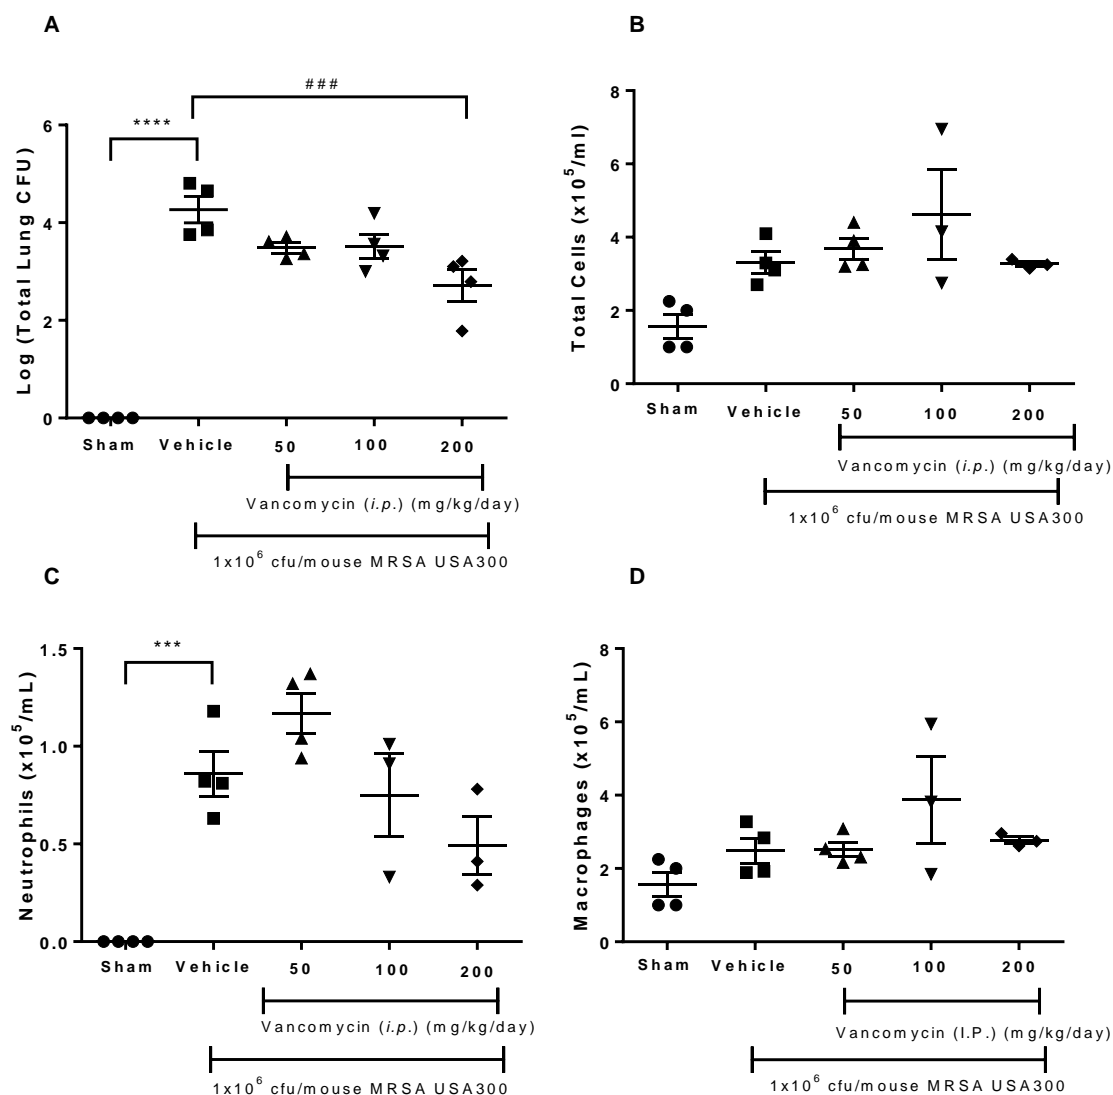 A
###
****
6
4
2
0
Log (Total Lung CFU)
Sham Vehicle 50 100 200
Vancomycin (i.p.) (mg/kg/day)
1x10⁶ cfu/mouse MRSA USA300
B
8
6
4
2
0
Total Cells (x10⁵/ml)
Sham Vehicle 50 100 200
Vancomycin (i.p.) (mg/kg/day)
1x10⁶ cfu/mouse MRSA USA300
C
***
1.5
1.0
0.5
0.0
Neutrophils (x10⁵/mL)
Sham Vehicle 50 100 200
Vancomycin (i.p.) (mg/kg/day)
1x10⁶ cfu/mouse MRSA USA300
D
8
6
4
2
0
Macrophages (x10⁵/mL)
Sham Vehicle 50 100 200
Vancomycin (I.P.) (mg/kg/day)
1x10⁶ cfu/mouse MRSA USA300